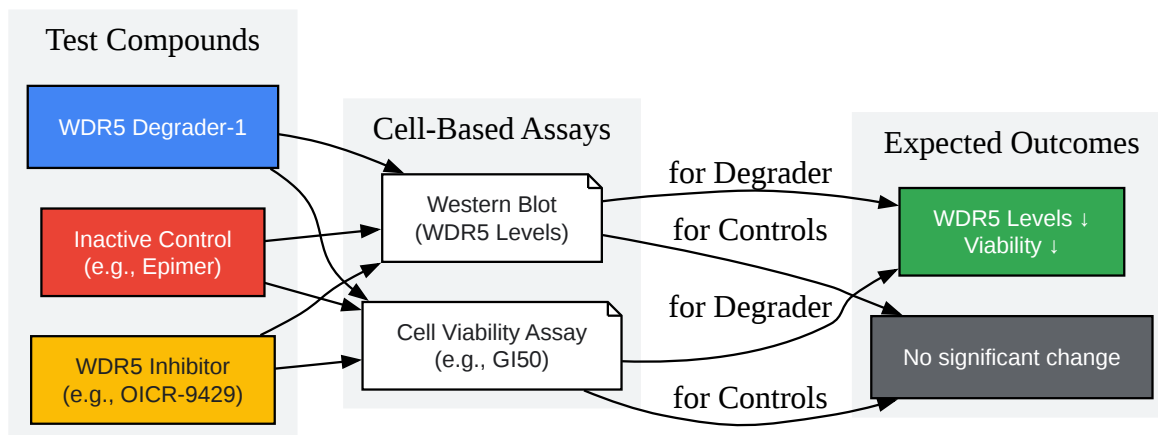 Test Compounds
WDR5 Degrader-1
Inactive Control
(e.g., Epimer)
WDR5 Inhibitor
(e.g., OICR-9429)
Cell-Based Assays
Western Blot
(WDR5 Levels)
Cell Viability Assay
(e.g., GI50)
for Degrader
for Controls
for Degrader
for Controls
Expected Outcomes
WDR5 Levels ↓
Viability ↓
No significant change